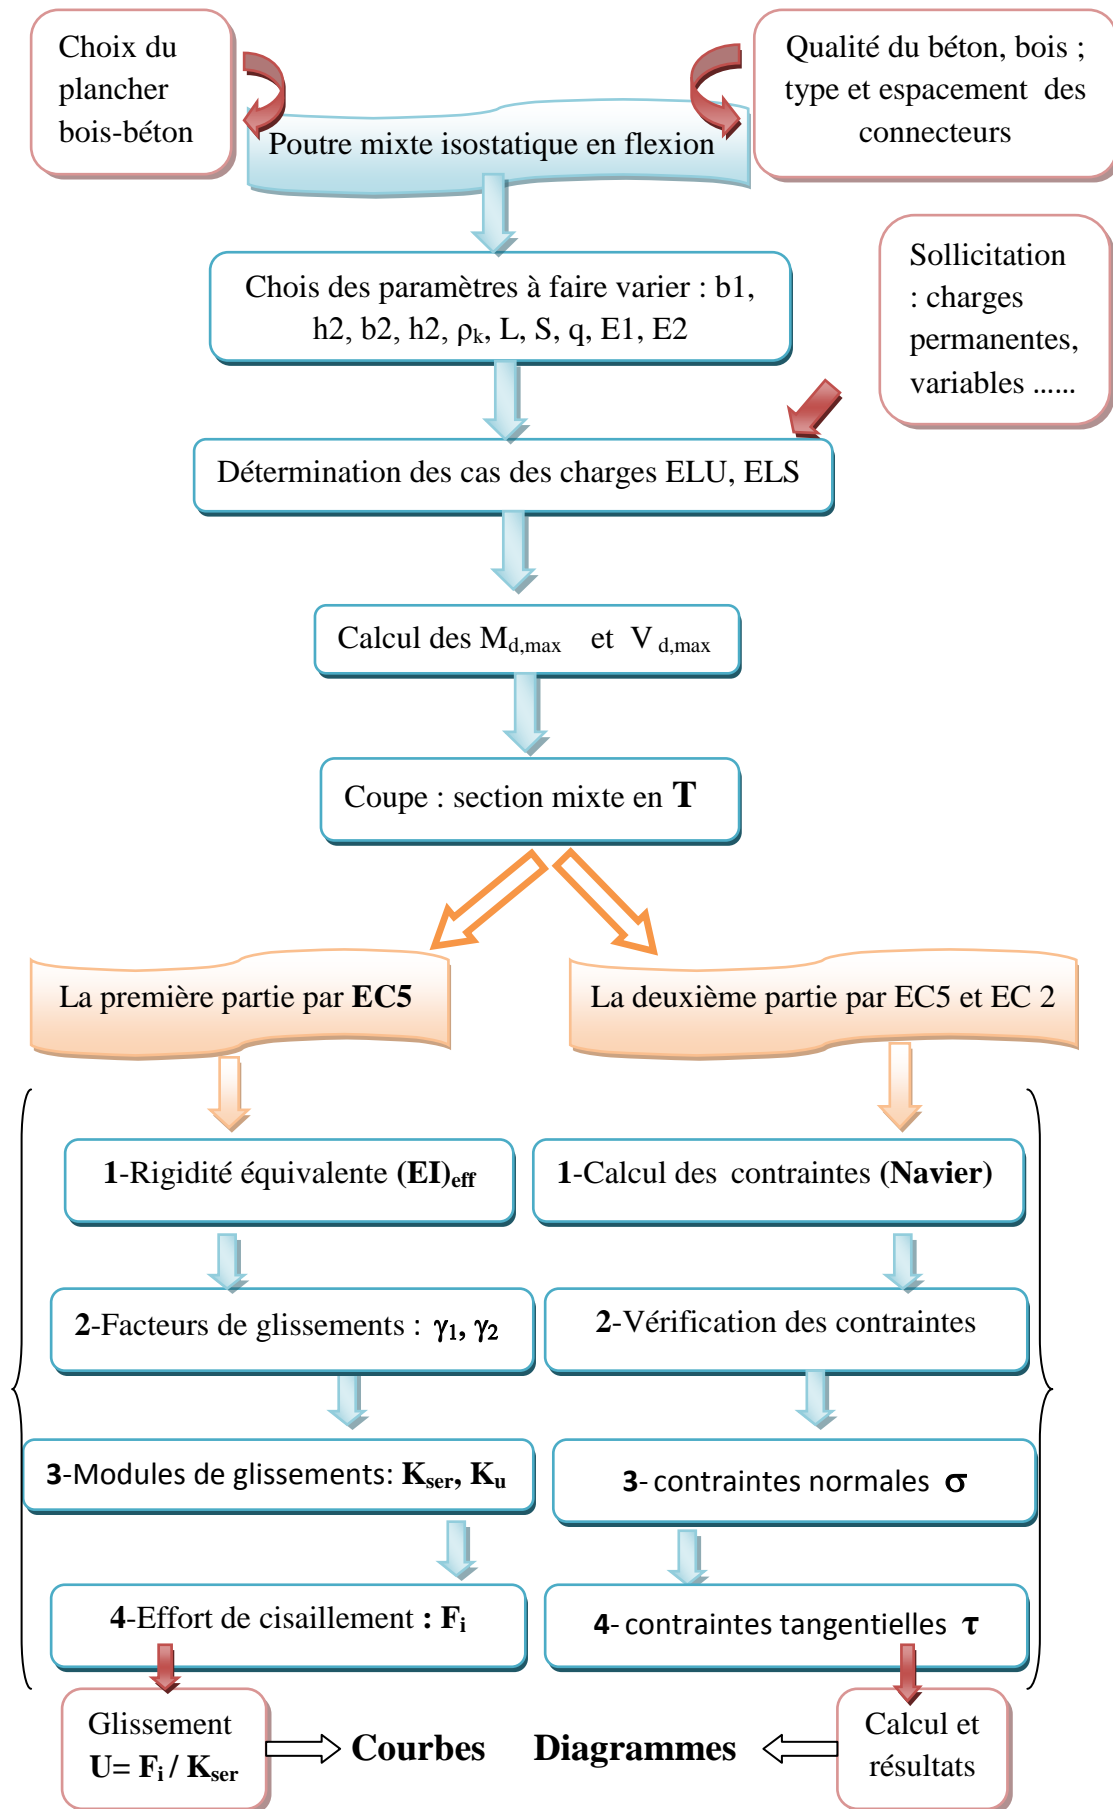 Choix du
plancher
bois-béton
Qualité du béton, bois ;
type et espacement des
connecteurs
Poutre mixte isostatique en flexion
Sollicitation
: charges
permanentes,
variables ......
Chois des paramètres à faire varier : b1,
h2, b2, h2, ρk, L, S, q, E1, E2
Détermination des cas des charges ELU, ELS
Calcul des Md,max et V d,max
Coupe : section mixte en T
La première partie par EC5
La deuxième partie par EC5 et EC 2
1-Rigidité équivalente (EI)eff
1-Calcul des contraintes (Navier)
2-Facteurs de glissements : γ1, γ2
2-Vérification des contraintes
3-Modules de glissements: Kser, Ku
3- contraintes normales σ
4-Effort de cisaillement : Fi
4- contraintes tangentielles τ
Glissement
U= Fi / Kser
Courbes
Diagrammes
Calcul et
résultats